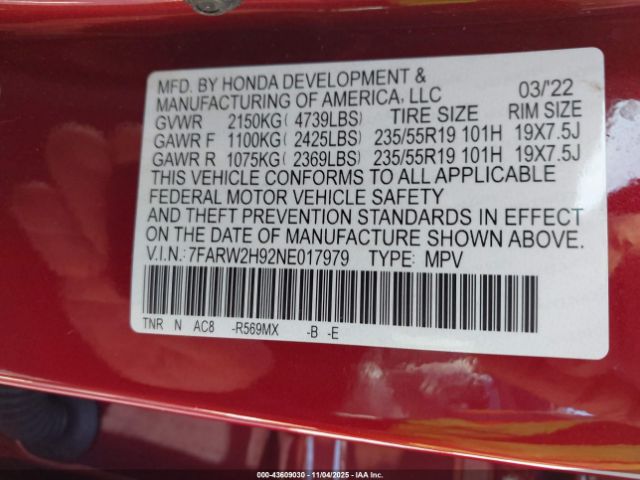 MFD. BY HONDA DEVELOPMENT &
MANUFACTURING OF AMERICA, LLC 03/'22
GVWR 2150KG( 4739LBS) TIRE SIZE RIM SIZE
GAWR F 1100KG( 2425LBS) 235/55R19 101H 19X7.5J
GAWR R 1075KG( 2369LBS) 235/55R19 101H 19X7.5J
THIS VEHICLE CONFORMS TO ALL APPLICABLE
FEDERAL MOTOR VEHICLE SAFETY
AND THEFT PREVENTION STANDARDS IN EFFECT
ON THE DATE OF MANUFACTURE SHOWN ABOVE.
V.I.N.: 7FARW2H92NE017979 TYPE: MPV
TNR N AC8 -R569MX -B -E
000-43609030 - 11/04/2025 - IAA Inc.